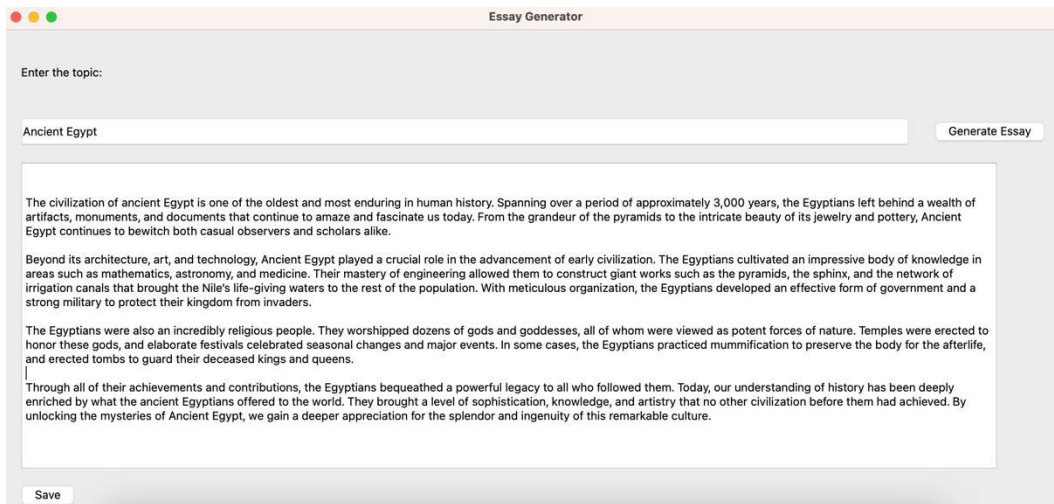 Essay Generator
Enter the topic:
Ancient Egypt
Generate Essay
The civilization of ancient Egypt is one of the oldest and most enduring in human history. Spanning over a period of approximately 3,000 years, the Egyptians left behind a wealth of
artifacts, monuments, and documents that continue to amaze and fascinate us today. From the grandeur of the pyramids to the intricate beauty of its jewelry and pottery, Ancient
Egypt continues to bewitch both casual observers and scholars alike.
Beyond its architecture, art, and technology, Ancient Egypt played a crucial role in the advancement of early civilization. The Egyptians cultivated an impressive body of knowledge in
areas such as mathematics, astronomy, and medicine. Their mastery of engineering allowed them to construct giant works such as the pyramids, the sphinx, and the network of
irrigation canals that brought the Nile's life-giving waters to the rest of the population. With meticulous organization, the Egyptians developed an effective form of government and a
strong military to protect their kingdom from invaders.
The Egyptians were also an incredibly religious people. They worshipped dozens of gods and goddesses, all of whom were viewed as potent forces of nature. Temples were erected to
honor these gods, and elaborate festivals celebrated seasonal changes and major events. In some cases, the Egyptians practiced mummification to preserve the body for the afterlife,
and erected tombs to guard their deceased kings and queens.
Through all of their achievements and contributions, the Egyptians bequeathed a powerful legacy to all who followed them. Today, our understanding of history has been deeply
enriched by what the ancient Egyptians offered to the world. They brought a level of sophistication, knowledge, and artistry that no other civilization before them had achieved. By
unlocking the mysteries of Ancient Egypt, we gain a deeper appreciation for the splendor and ingenuity of this remarkable culture.
Save